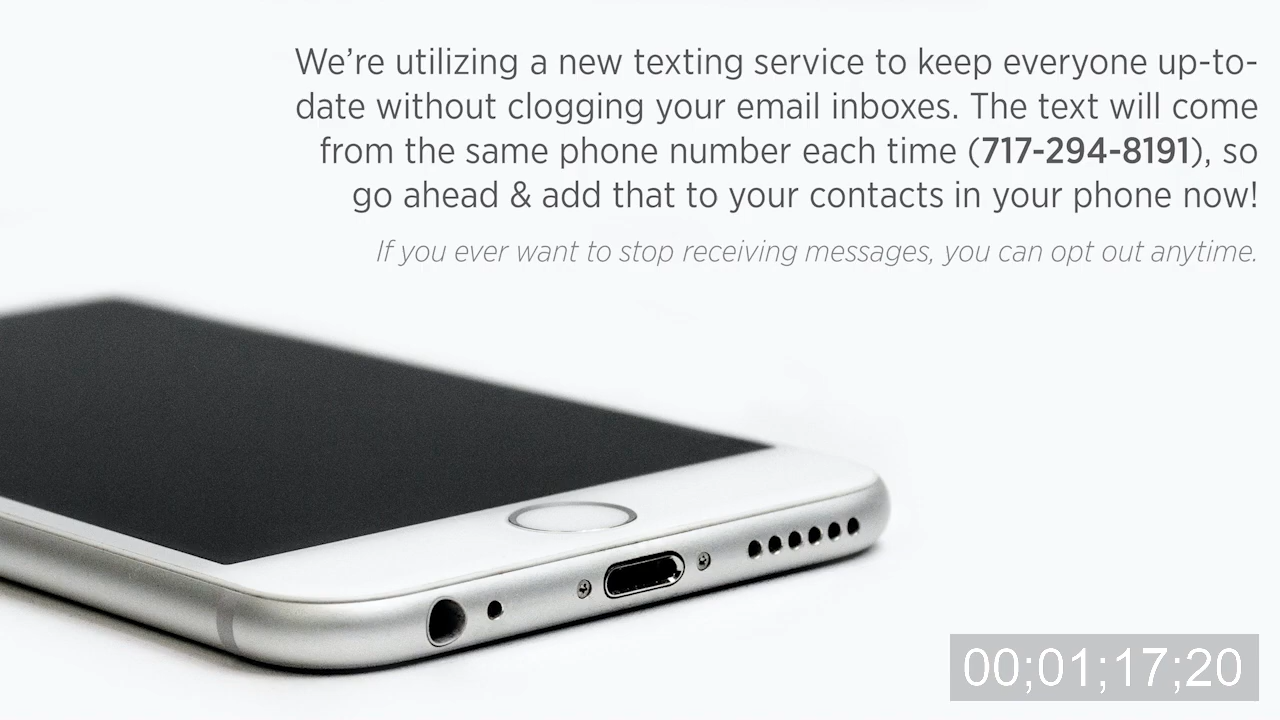 We’re utilizing a new texting service to keep everyone up-to-
date without clogging your email inboxes. The text will come
from the same phone number each time (717-294-8191), so
go ahead & add that to your contacts in your phone now!
If you ever want to stop receiving messages, you can opt out anytime.
00;01;17;20